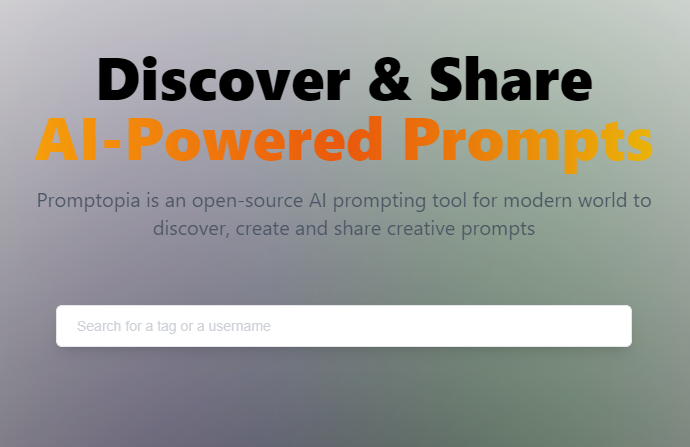 Discover & Share
AI-Powered Prompts
Promptopia is an open-source AI prompting tool for modern world to
discover, create and share creative prompts
Search for a tag or a username